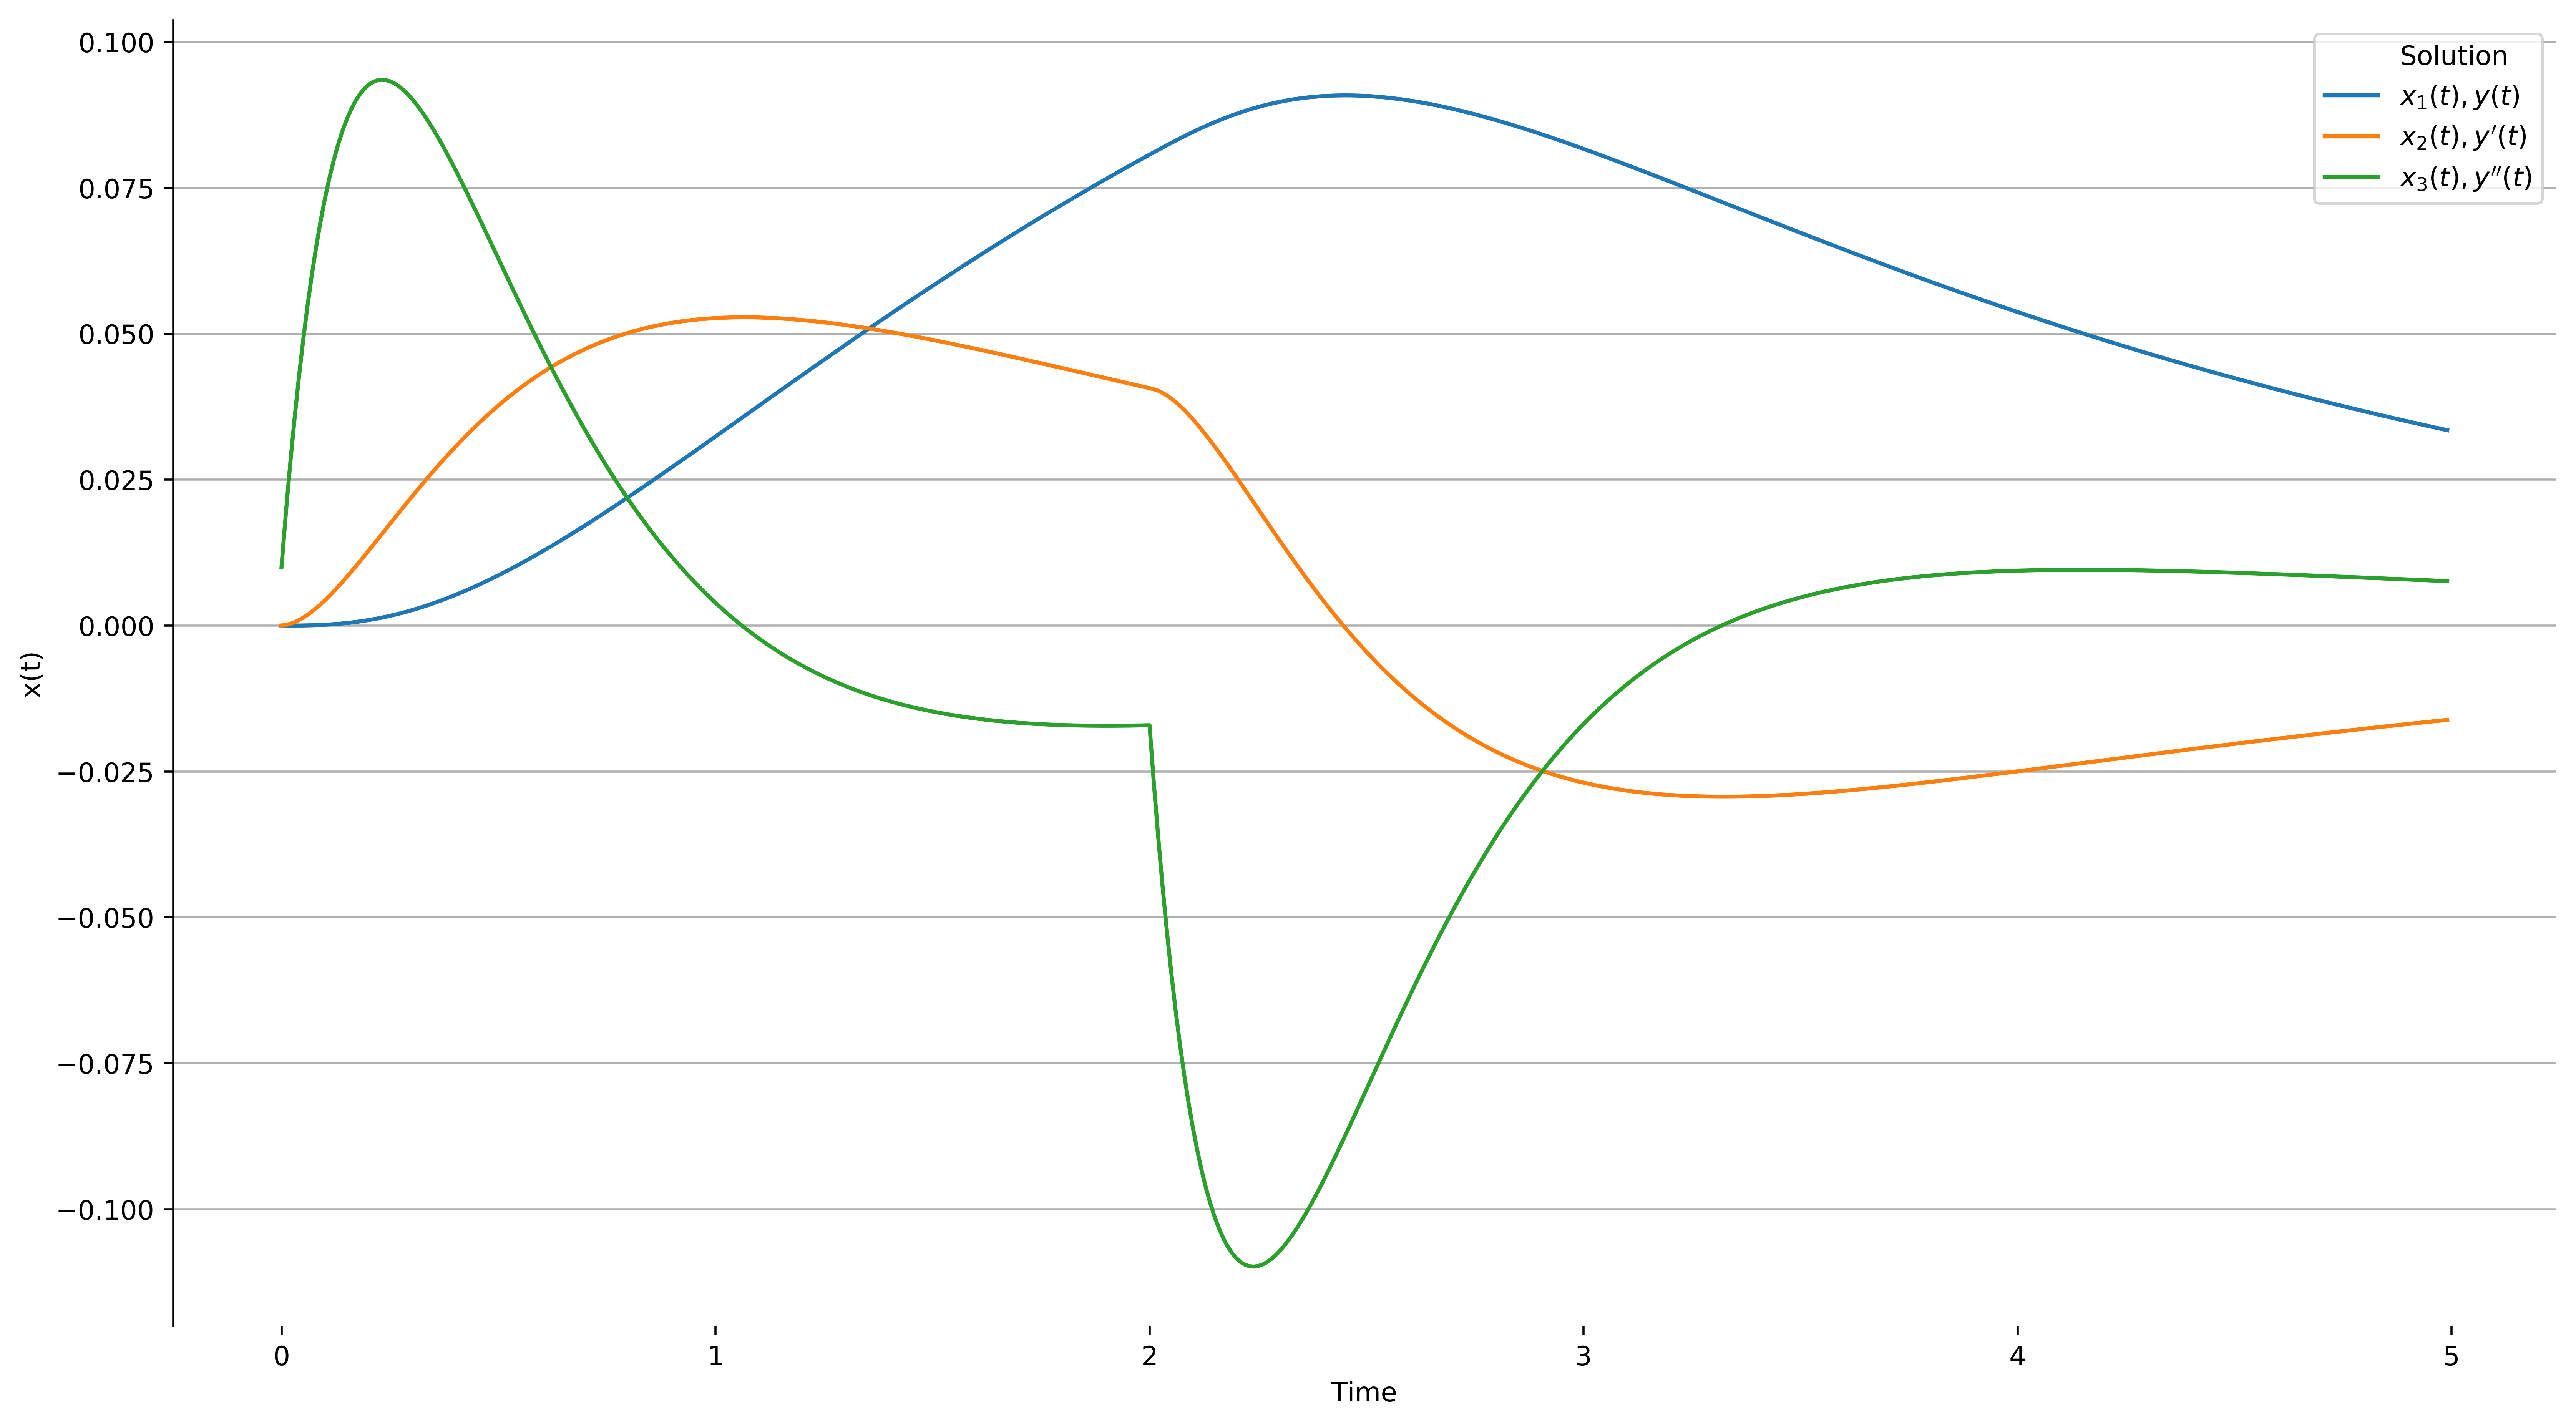 0.100
0.075
0.050
0.025
0.000
−0.025
−0.050
−0.075
−0.100
x(t)
0 1 2 3 4 5
Time
Solution
x₁(t), y(t)
x₂(t), y′(t)
x₃(t), y″(t)